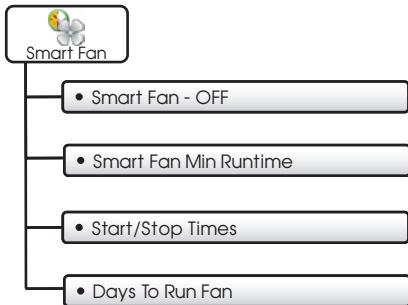 Smart Fan
• Smart Fan - OFF
• Smart Fan Min Runtime
• Start/Stop Times
• Days To Run Fan